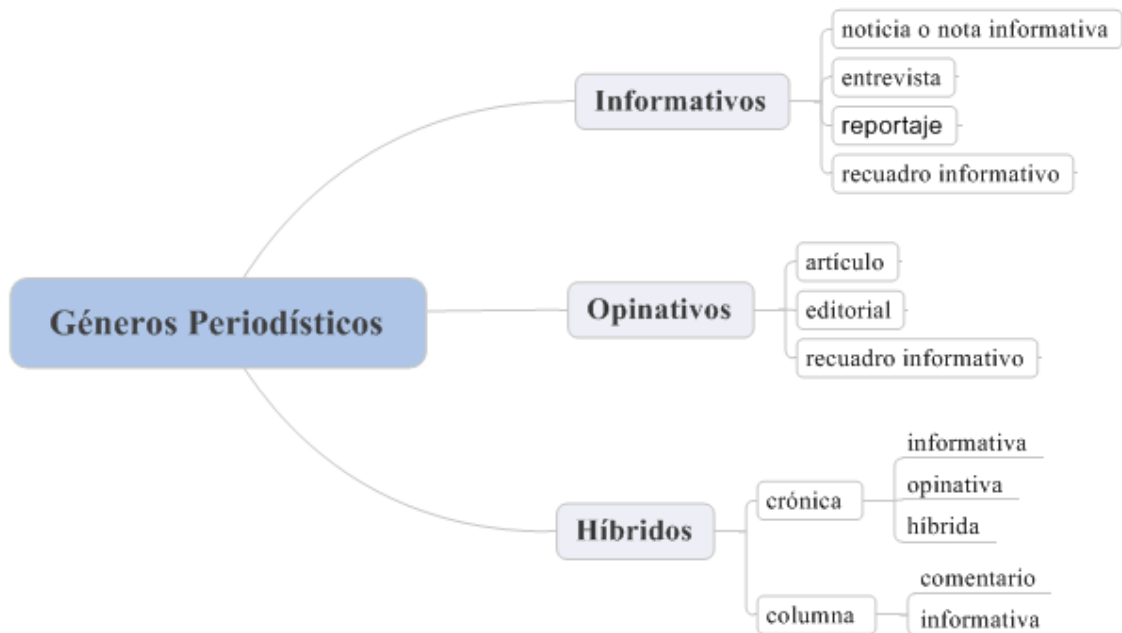 Géneros Periodísticos
Informativos
noticia o nota informativa
entrevista
reportaje
recuadro informativo
Opinativos
artículo
editorial
recuadro informativo
Híbridos
crónica
informativa
opinativa
híbrida
columna
comentario
informativa